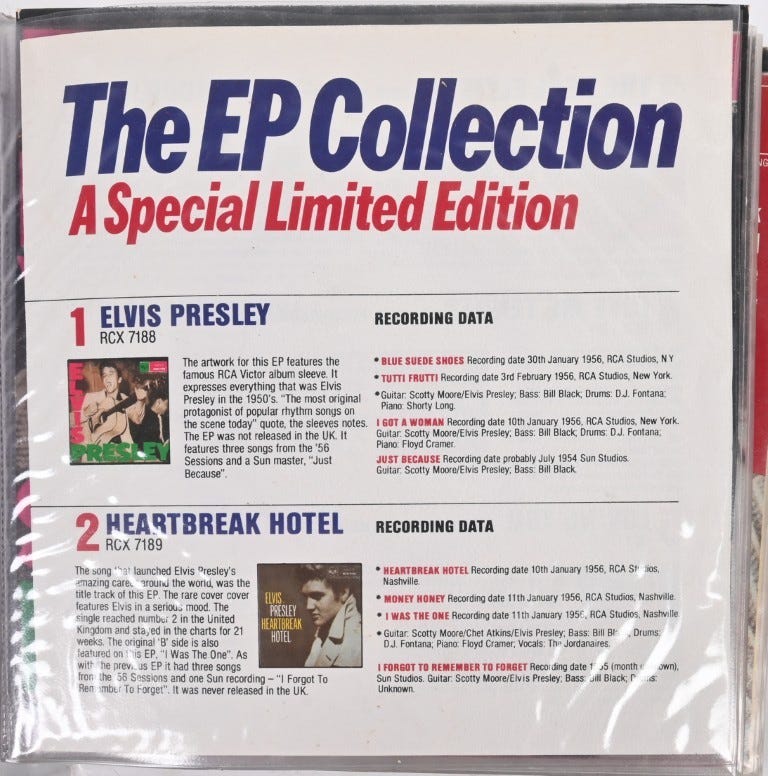 The EP Collection
A Special Limited Edition
1 ELVIS PRESLEY
RCX 7188
ELVIS
PRESLEY
The artwork for this EP features the
famous RCA Victor album sleeve. It
expresses everything that was Elvis
Presley in the 1950's. "The most original
protagonist of popular rhythm songs on
the scene today" quote, the sleeves notes.
The EP was not released in the UK. It
features three songs from the '56
Sessions and a Sun master, "Just
Because".
RECORDING DATA
* BLUE SUEDE SHOES Recording date 30th January 1956, RCA Studios, N Y
* TUTTI FRUTTI Recording date 3rd February 1956, RCA Studios, New York.
* Guitar: Scotty Moore/Elvis Presley; Bass: Bill Black; Drums: D.J. Fontana;
Piano: Shorty Long.
I GOT A WOMAN Recording date 10th January 1956, RCA Studios, New York.
Guitar: Scotty Moore/Elvis Presley; Bass: Bill Black; Drums: D.J. Fontana;
Piano: Floyd Cramer.
JUST BECAUSE Recording date probably July 1954 Sun Studios.
Guitar: Scotty Moore/Elvis Presley; Bass: Bill Black.
2 HEARTBREAK HOTEL
RCX 7189
The song that launched Elvis Presley's
amazing career around the world, was the
title track of this EP. The rare cover cover
features Elvis in a serious mood. The
single reached number 2 in the United
Kingdom and stayed in the charts for 21
weeks. The original 'B' side is also
featured on this EP, "I Was The One". As
with the previous EP it had three songs
from the '56 Sessions and one Sun recording – "I Forgot To
Remember To Forget". It was never released in the UK.
ELVIS
PRESLEY
HEARTBREAK
HOTEL
RECORDING DATA
* HEARTBREAK HOTEL Recording date 10th January 1956, RCA Studios,
Nashville.
* MONEY HONEY Recording date 11th January 1956, RCA Studios, Nashville.
* I WAS THE ONE Recording date 11th January 1956, RCA Studios, Nashville.
* Guitar: Scotty Moore/Chet Atkins/Elvis Presley; Bass: Bill Black; Drums:
D.J. Fontana; Piano: Floyd Cramer; Vocals: The Jordanaires.
I FORGOT TO REMEMBER TO FORGET Recording date 1955 (month unknown),
Sun Studios. Guitar: Scotty Moore/Elvis Presley; Bass: Bill Black; Drums:
Unknown.